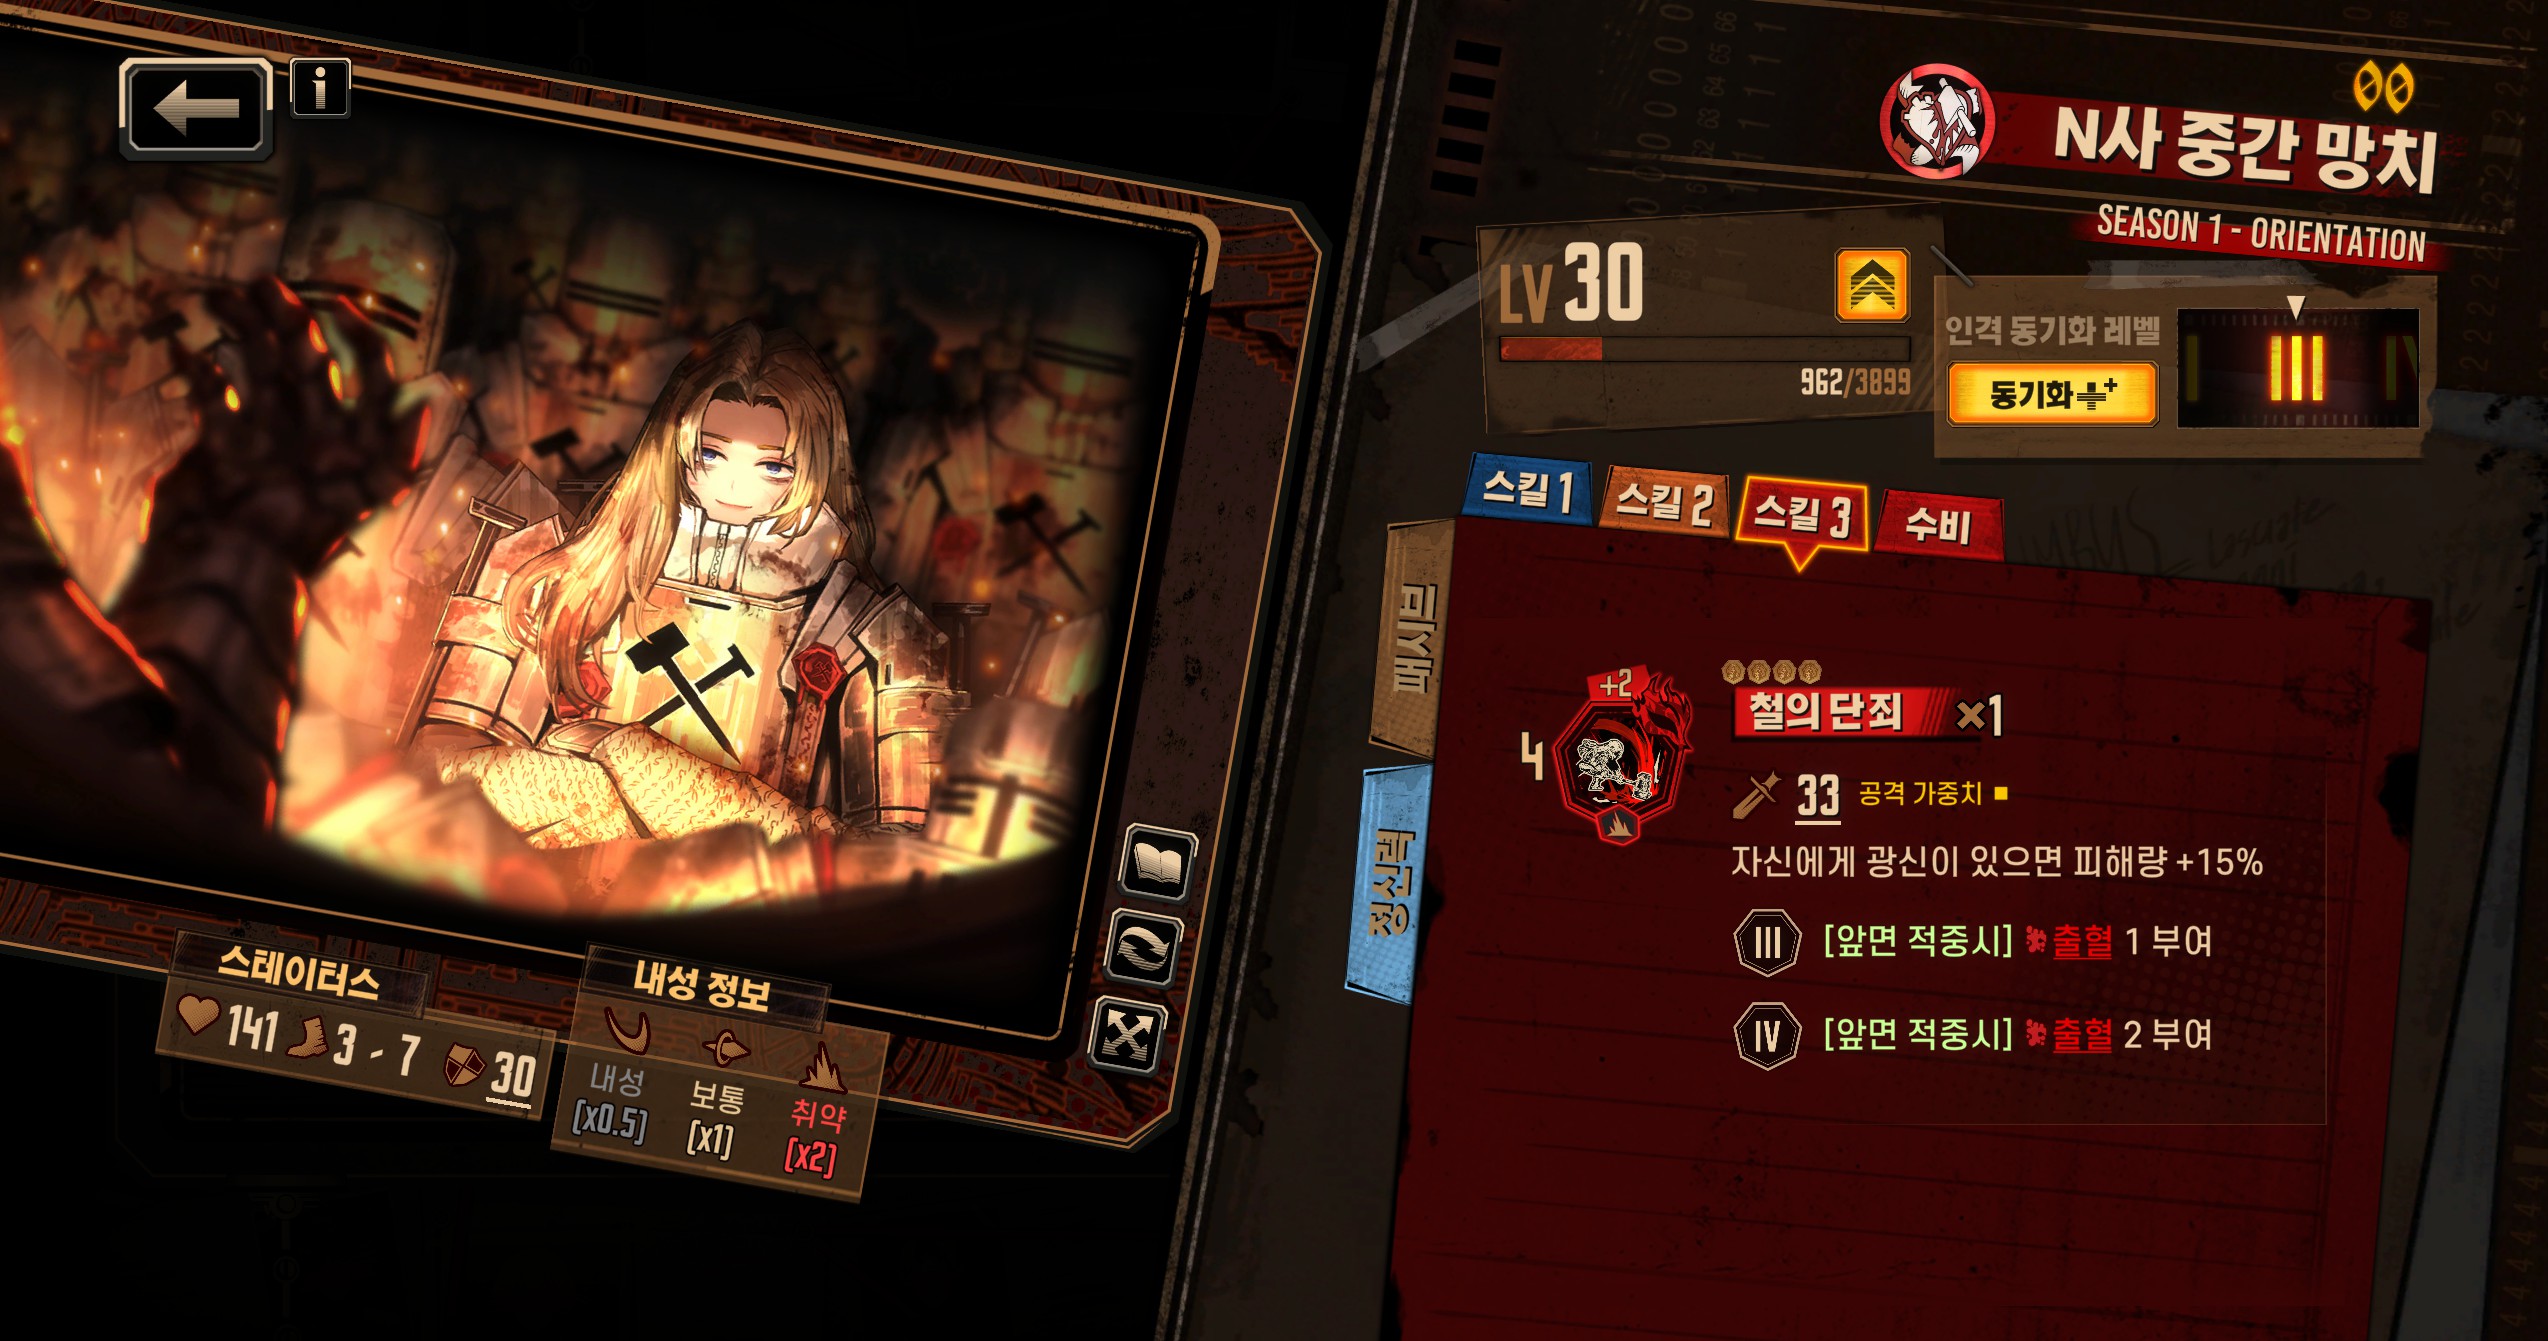 N사 중간 망치
SEASON 1 - ORIENTATION
LV 30
962/3899
인격 동기화 레벨
동기화
III
스킬 1
스킬 2
스킬 3
수비
패시브
정신력
+2
4
철의 단죄 ×1
33 공격 가중치
자신에게 광신이 있으면 피해량 +15%
III [앞면 적중시] 출혈 1 부여
IV [앞면 적중시] 출혈 2 부여
스테이터스
141 3 - 7 30
내성 정보
내성 보통 취약
[x0.5] [x1] [x2]